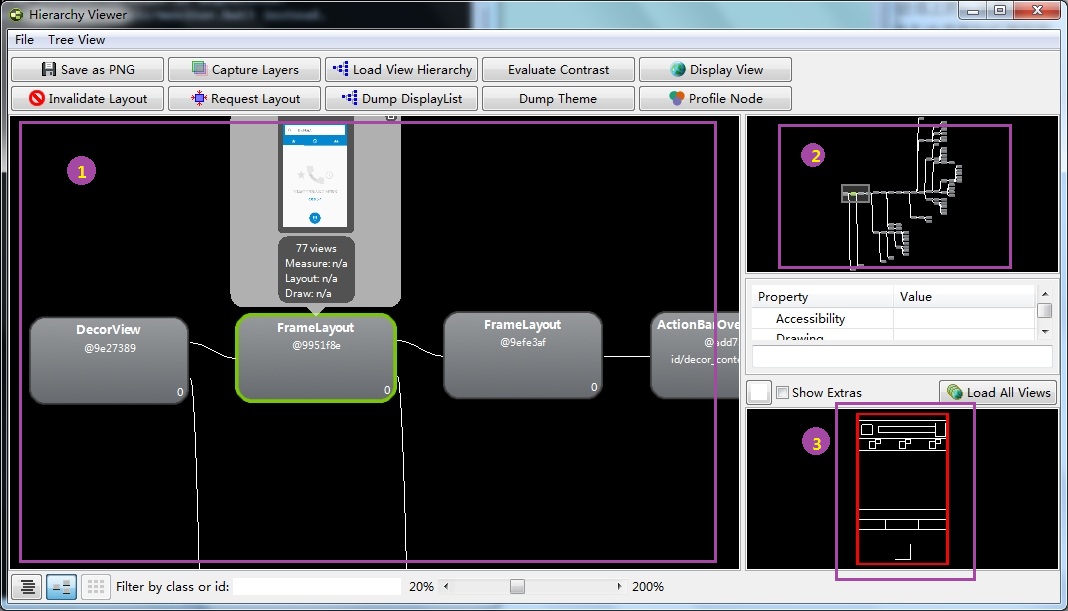 Hierarchy Viewer
File Tree View
Save as PNG Capture Layers Load View Hierarchy Evaluate Contrast Display View
Invalidate Layout Request Layout Dump DisplayList Dump Theme Profile Node
1
77 views
Measure: n/a
Layout: n/a
Draw: n/a
DecorView
@9e27389
0
FrameLayout
@9951f8e
0
FrameLayout
@9efe3af
0
ActionBarOve
@add7
id/decor_conte
2
Property Value
Accessibility
Drawing
Show Extras Load All Views
3
Filter by class or id: 20% 200%